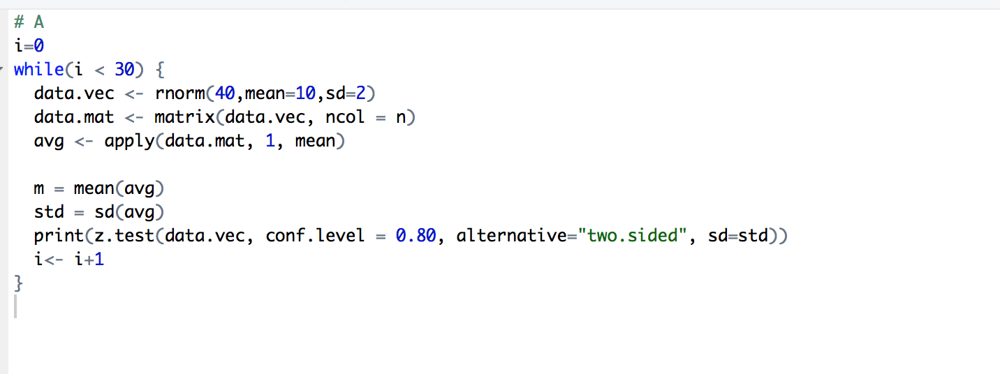 # A
i=0
while(i < 30) {
  data.vec <- rnorm(40,mean=10,sd=2)
  data.mat <- matrix(data.vec, ncol = n)
  avg <- apply(data.mat, 1, mean)

  m = mean(avg)
  std = sd(avg)
  print(z.test(data.vec, conf.level = 0.80, alternative="two.sided", sd=std))
  i<- i+1
}